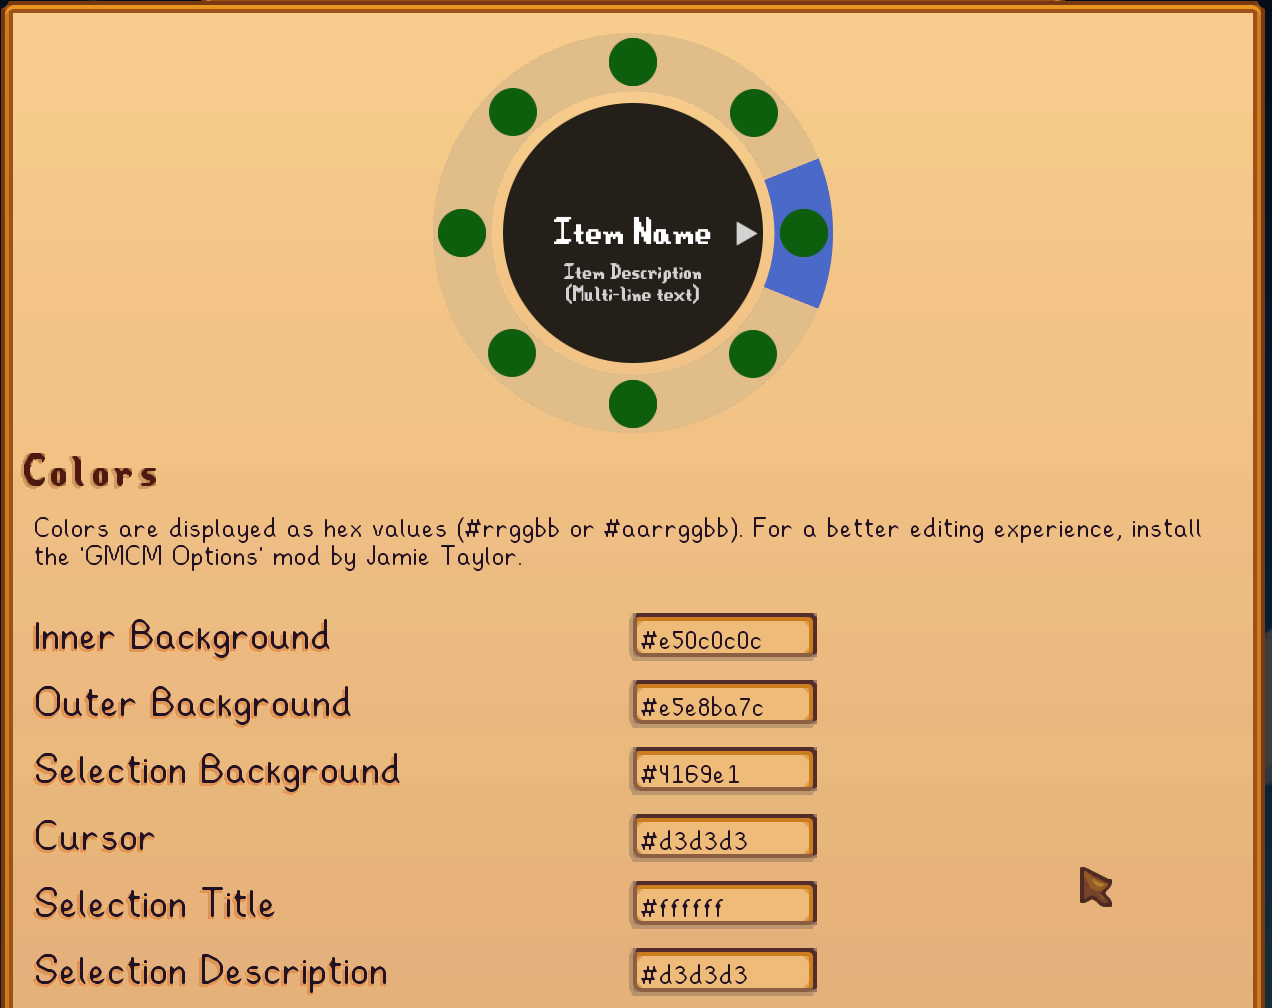 Item Name
Item Description
(Multi-line text)
Colors
Colors are displayed as hex values (#rrggbb or #aarrggbb). For a better editing experience, install
the 'GMCM Options' mod by Jamie Taylor.
Inner Background #e50c0c0c
Outer Background #e5e8ba7c
Selection Background #4169e1
Cursor #d3d3d3
Selection Title #ffffff
Selection Description #d3d3d3